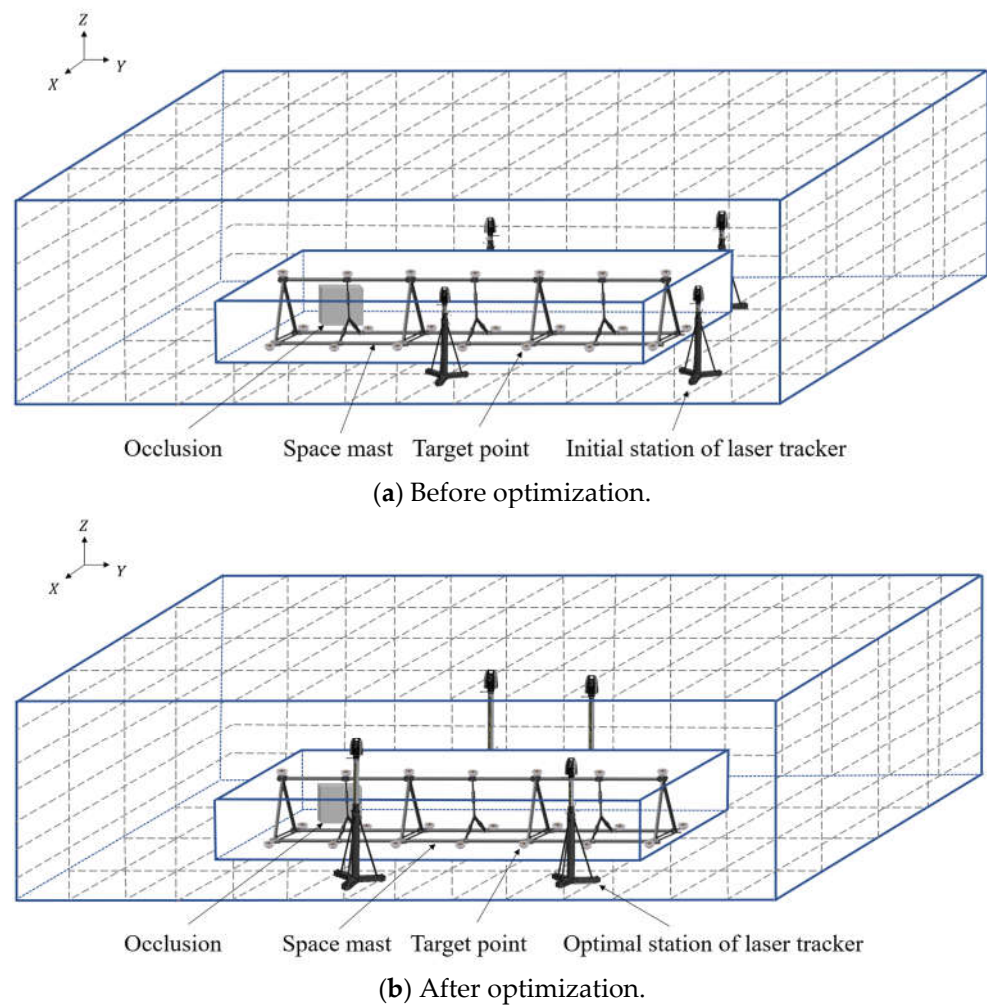 Z
X
Y
Occlusion Space mast Target point Initial station of laser tracker
(a) Before optimization.
Z
X
Y
Occlusion Space mast Target point Optimal station of laser tracker
(b) After optimization.